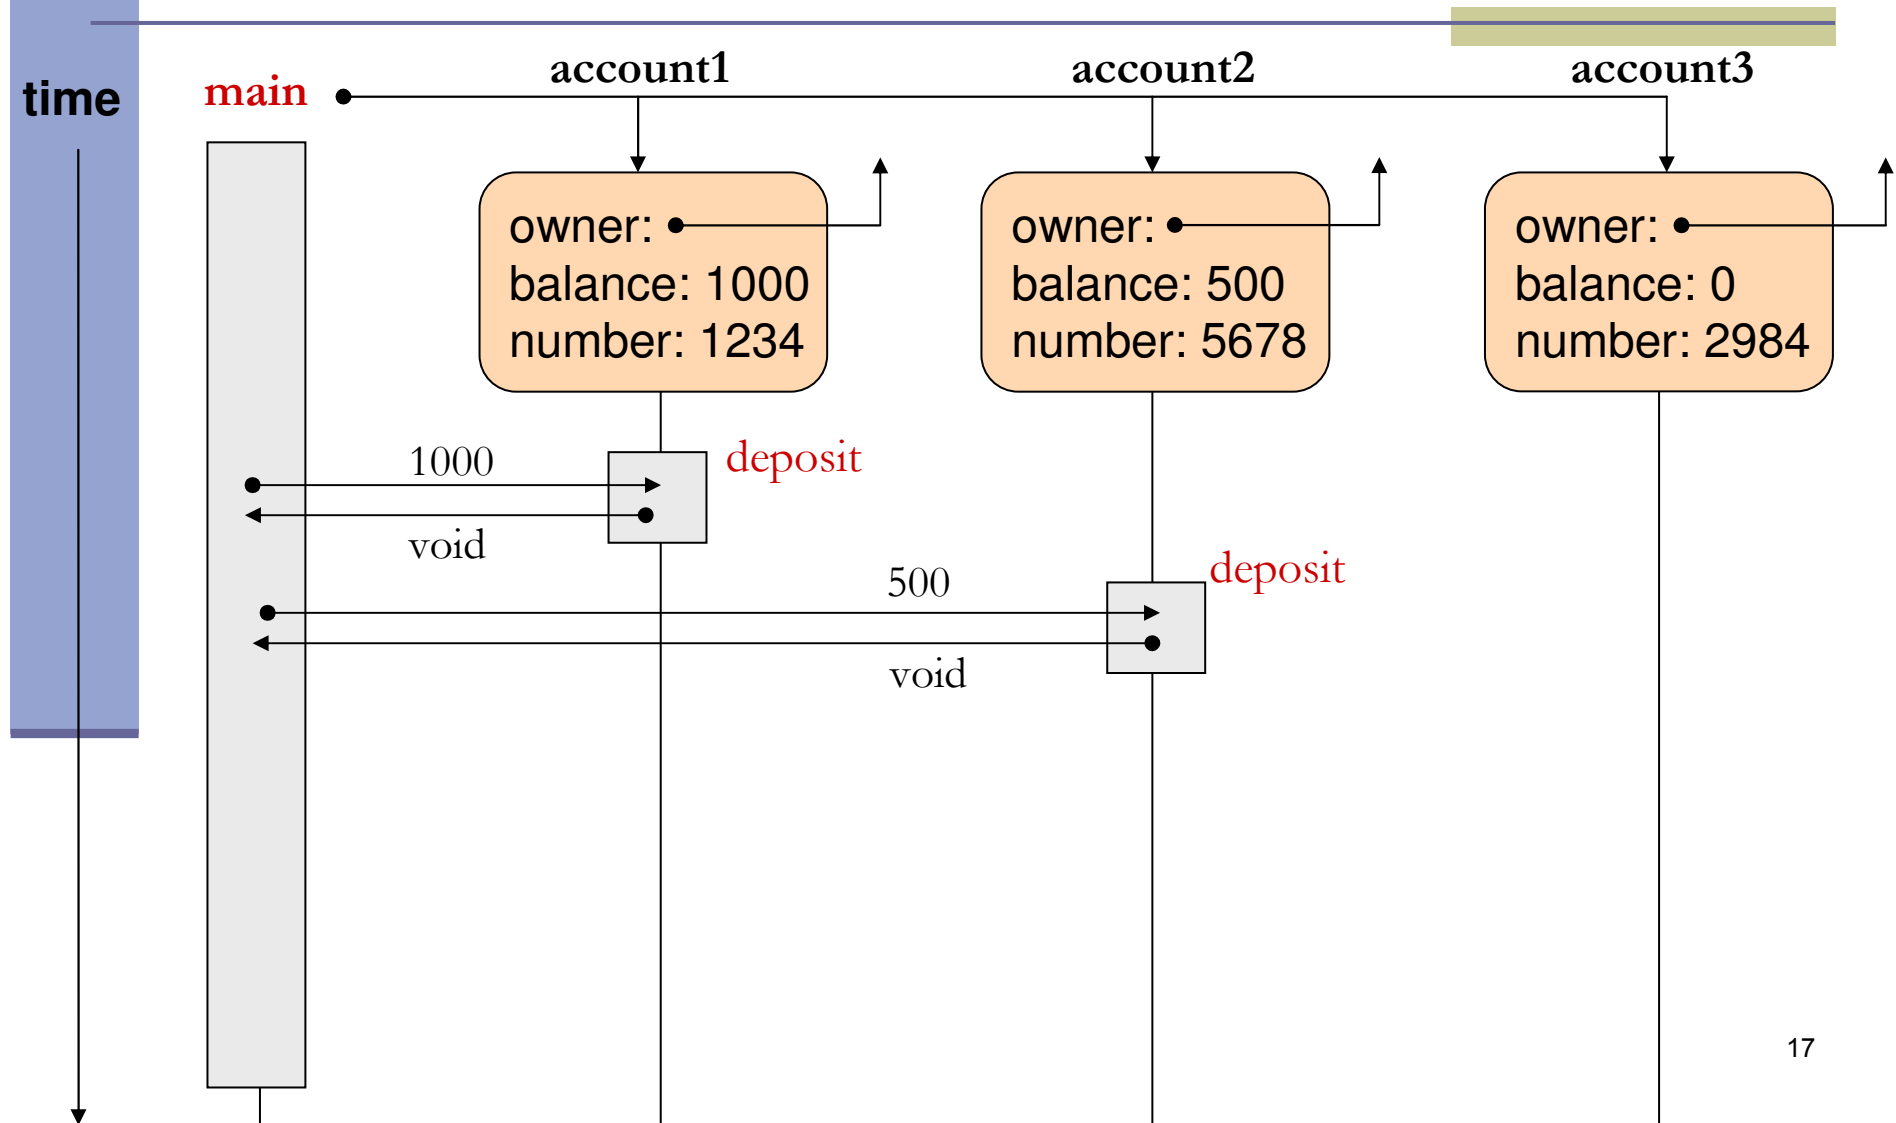 time
main
account1
account2
account3
owner:
balance: 1000
number: 1234
owner:
balance: 500
number: 5678
owner:
balance: 0
number: 2984
1000
deposit
void
500
deposit
void
17